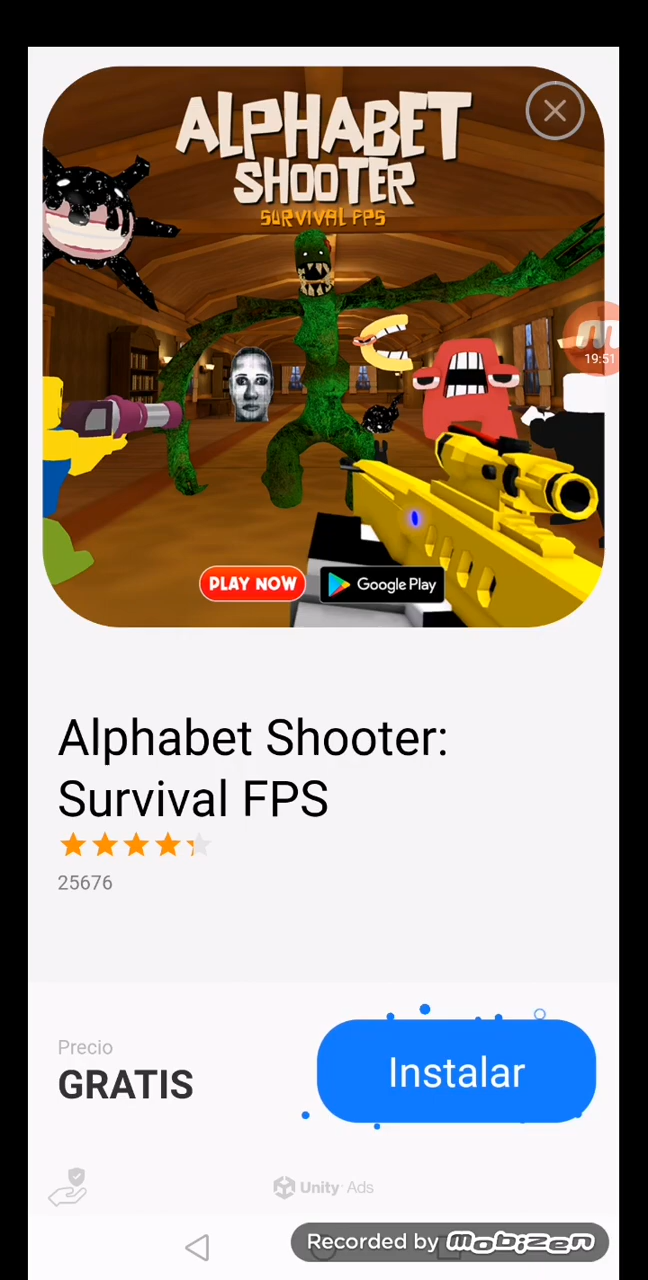 ALPHABET
SHOOTER
SURVIVAL FPS
19:51
PLAY NOW
Google Play
Alphabet Shooter:
Survival FPS
25676
Precio
GRATIS
Instalar
Unity Ads
Recorded by mobizen